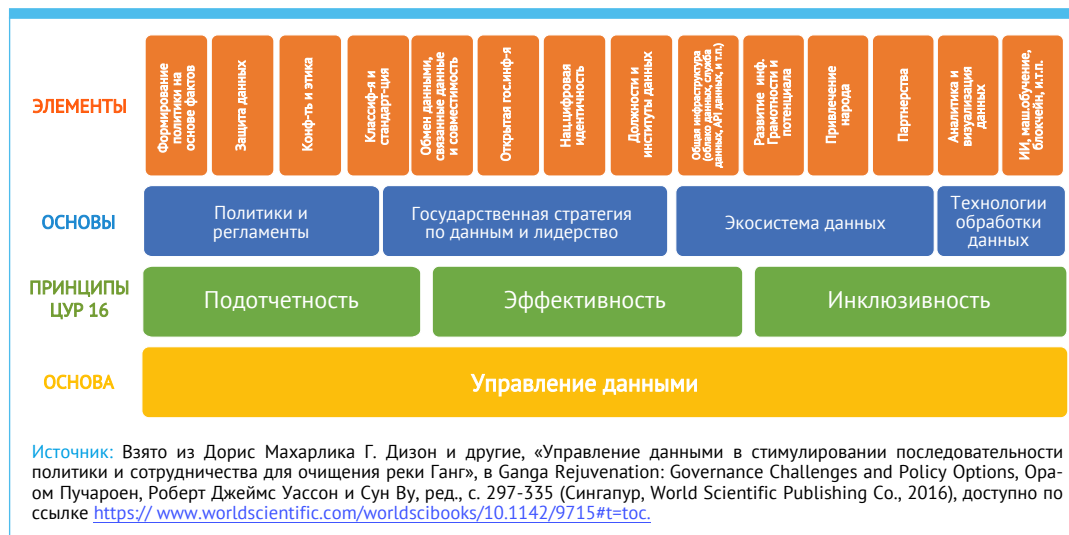 ЭЛЕМЕНТЫ
Формирование
политики на
основе фактов
Защита данных
Конф-ть и этика
Классиф-я и
стандарт-ция
Обмен данными,
связанные данные
и совместимость
Открытая гос.инф-я
Нац.цифровая
идентичность
Должности и
институты данных
Общая инфраструктура
(облако данных, служба
данных, API данных, и т.п.)
Развитие инф.
Грамотности и
потенциала
Привлечение
народа
Партнерства
Аналитика и
визуализация
данных
ИИ, маш.обучение,
блокчейн, и.т.п.
ОСНОВЫ
Политики и
регламенты
Государственная стратегия
по данным и лидерство
Экосистема данных
Технологии
обработки
данных
ПРИНЦИПЫ
ЦУР 16
Подотчетность
Эффективность
Инклюзивность
ОСНОВА
Управление данными
Источник: Взято из Дорис Махарлика Г. Дизон и другие, «Управление данными в стимулировании последовательности
политики и сотрудничества для очищения реки Ганг», в Ganga Rejuvenation: Governance Challenges and Policy Options, Ора-
ом Пучароен, Роберт Джеймс Уассон и Сун Ву, ред., с. 297-335 (Сингапур, World Scientific Publishing Co., 2016), доступно по
ссылке https:// www.worldscientific.com/worldscibooks/10.1142/9715#t=toc.